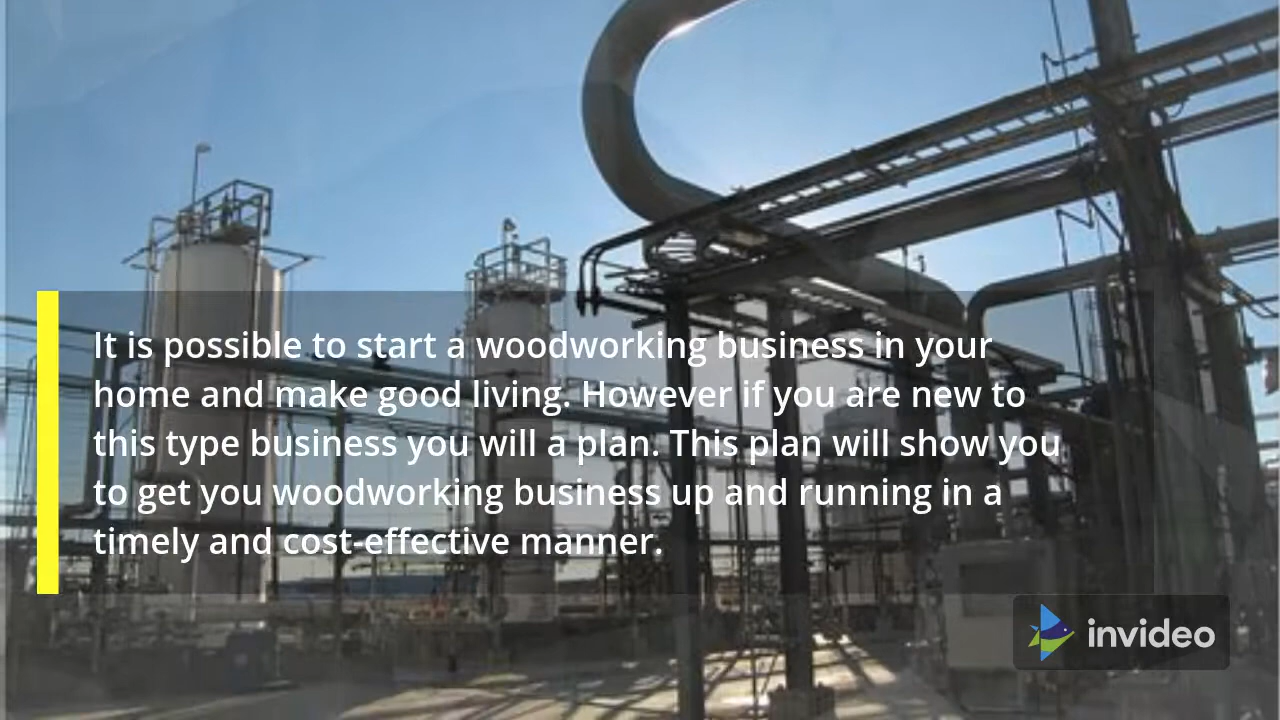 It is possible to start a woodworking business in your
home and make good living. However if you are new to
this type business you will a plan. This plan will show you
to get you woodworking business up and running in a
timely and cost-effective manner.
invideo